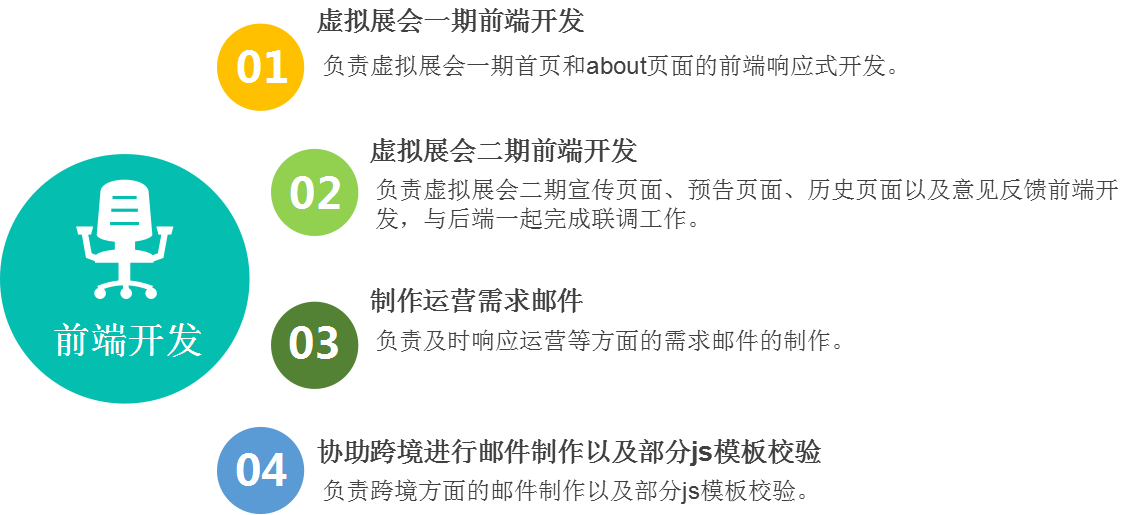 01
虚拟展会一期前端开发
负责虚拟展会一期首页和about页面的前端响应式开发。
02
虚拟展会二期前端开发
负责虚拟展会二期宣传页面、预告页面、历史页面以及意见反馈前端开
发，与后端一起完成联调工作。
前端开发
03
制作运营需求邮件
负责及时响应运营等方面的需求邮件的制作。
04
协助跨境进行邮件制作以及部分js模板校验
负责跨境方面的邮件制作以及部分js模板校验。